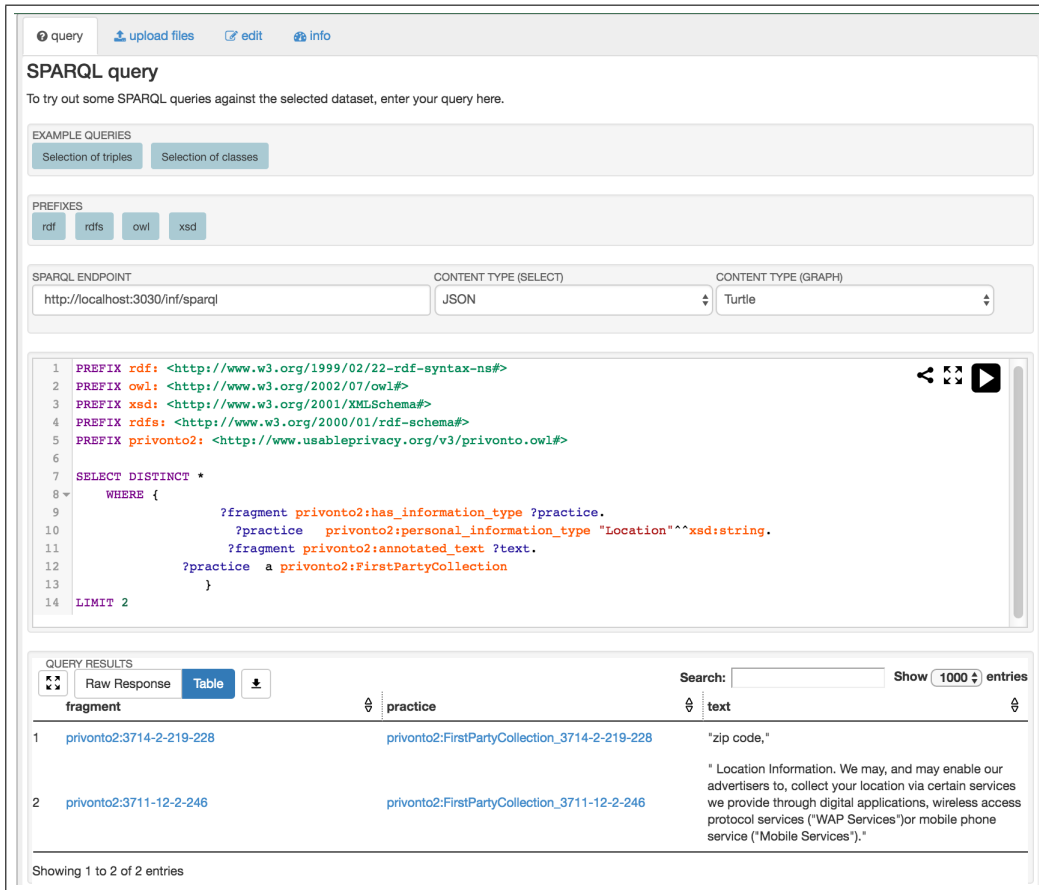 query upload files edit info
SPARQL query
To try out some SPARQL queries against the selected dataset, enter your query here.
EXAMPLE QUERIES
Selection of triples Selection of classes
PREFIXES
rdf rdfs owl xsd
SPARQL ENDPOINT CONTENT TYPE (SELECT) CONTENT TYPE (GRAPH)
http://localhost:3030/inf/sparql JSON Turtle
1 PREFIX rdf: <http://www.w3.org/1999/02/22-rdf-syntax-ns#>
2 PREFIX owl: <http://www.w3.org/2002/07/owl#>
3 PREFIX xsd: <http://www.w3.org/2001/XMLSchema#>
4 PREFIX rdfs: <http://www.w3.org/2000/01/rdf-schema#>
5 PREFIX privonto2: <http://www.usableprivacy.org/v3/privonto.owl#>
6
7 SELECT DISTINCT *
8 WHERE {
9 ?fragment privonto2:has_information_type ?practice.
10 ?practice privonto2:personal_information_type "Location"^^xsd:string.
11 ?fragment privonto2:annotated_text ?text.
12 ?practice a privonto2:FirstPartyCollection
13 }
14 LIMIT 2
QUERY RESULTS
Raw Response Table Search: Show 1000 entries
fragment practice text
1 privonto2:3714-2-219-228 privonto2:FirstPartyCollection_3714-2-219-228 "zip code,"
2 privonto2:3711-12-2-246 privonto2:FirstPartyCollection_3711-12-2-246 " Location Information. We may, and may enable our
advertisers to, collect your location via certain services
we provide through digital applications, wireless access
protocol services ("WAP Services")or mobile phone
service ("Mobile Services")."
Showing 1 to 2 of 2 entries